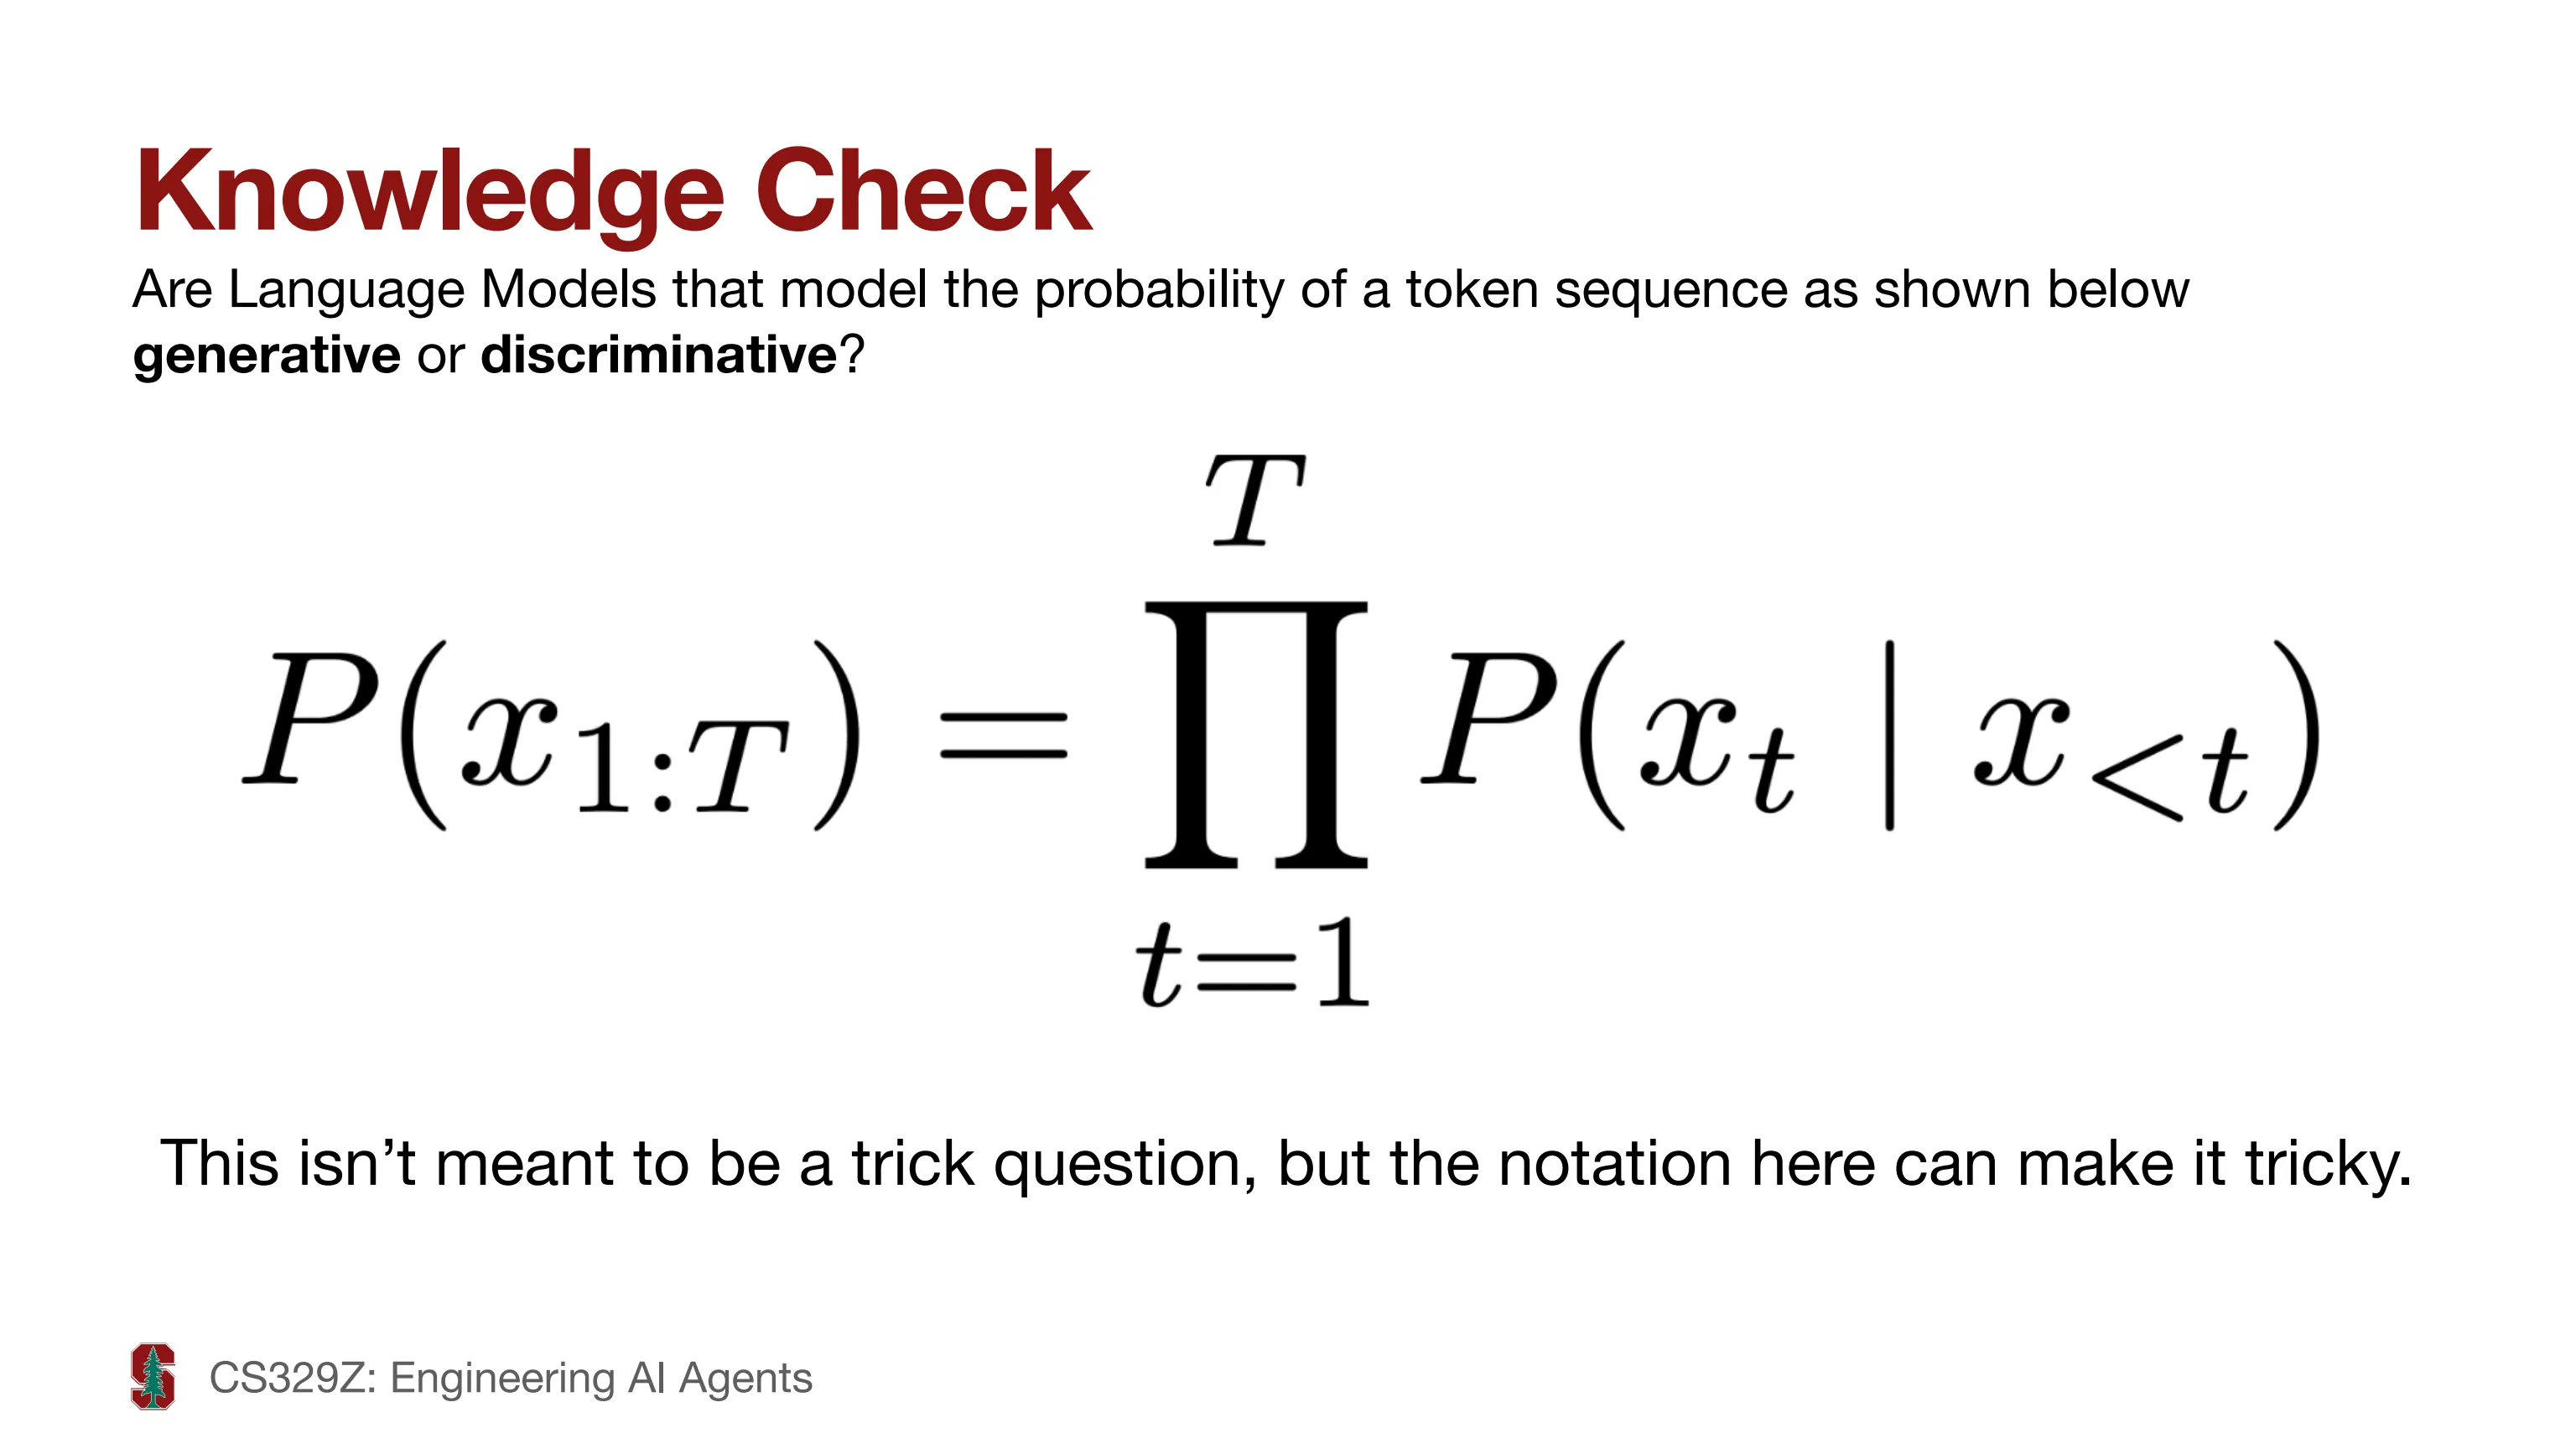 Knowledge Check
Are Language Models that model the probability of a token sequence as shown below
generative or discriminative?
$P(x_{1:T}) = \prod_{t=1}^{T} P(x_t \mid x_{<t})$
This isn’t meant to be a trick question, but the notation here can make it tricky.
CS329Z: Engineering AI Agents